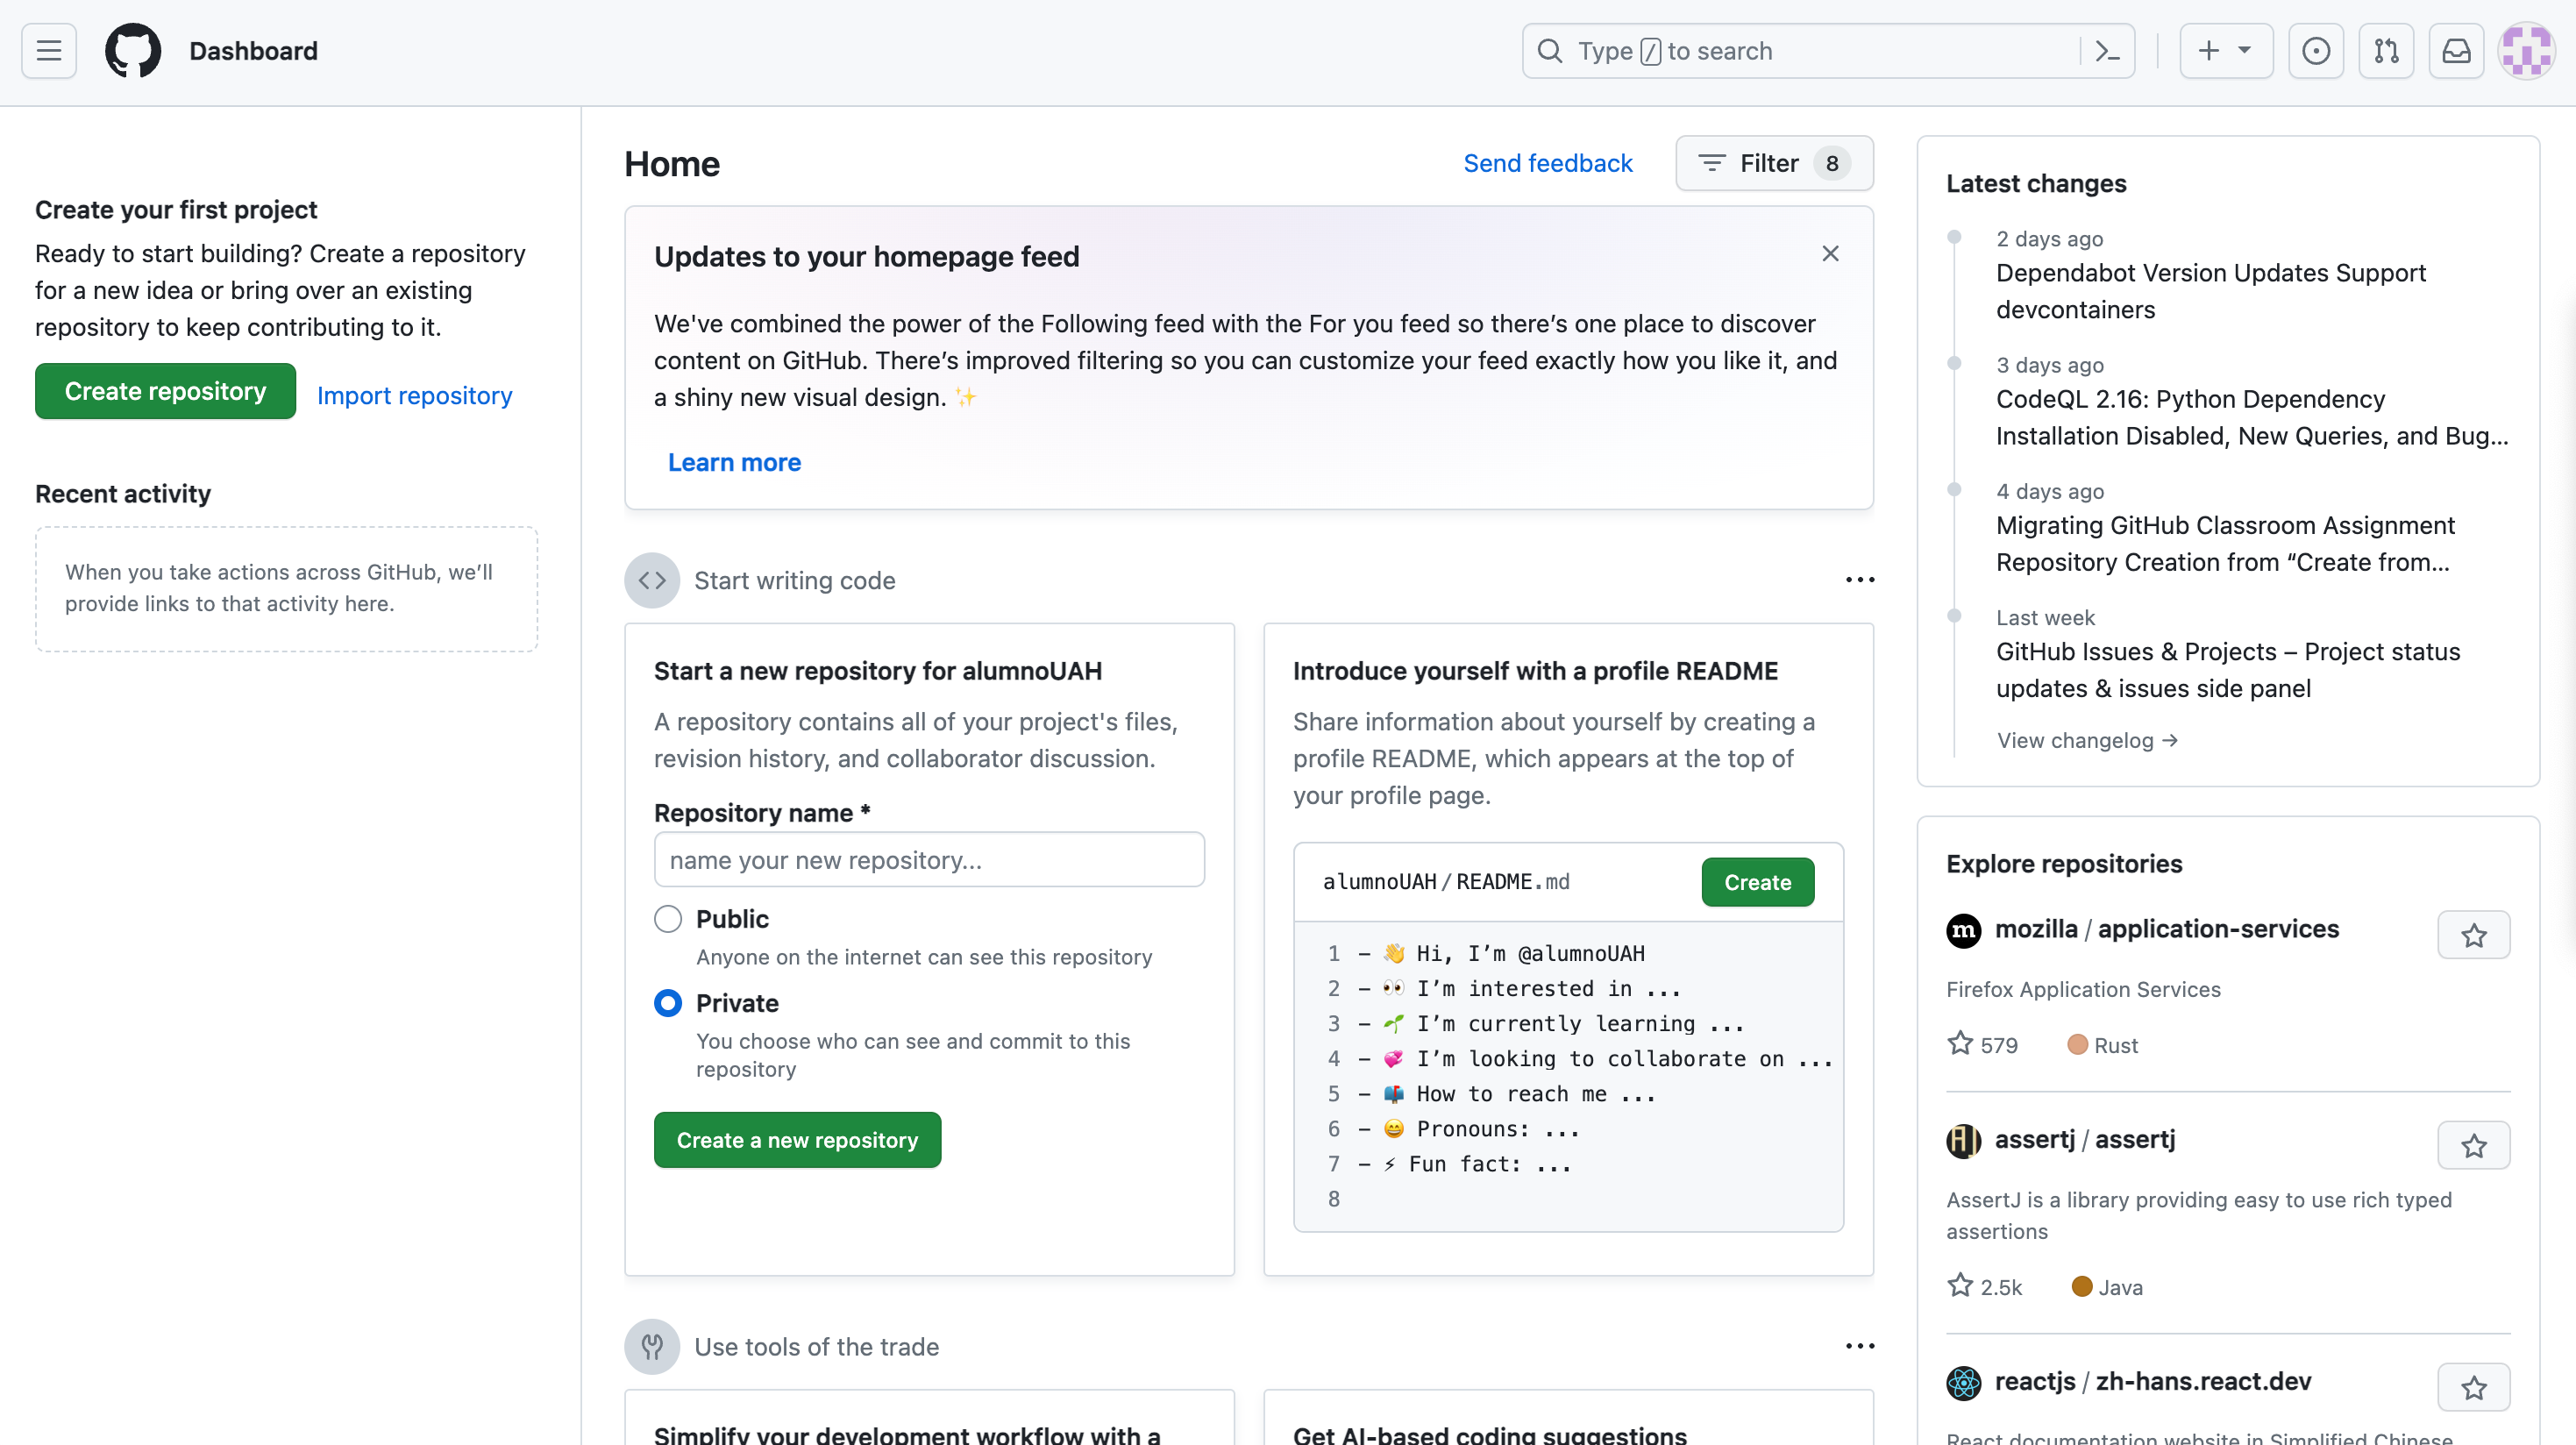 Dashboard
Type / to search
Create your first project
Ready to start building? Create a repository
for a new idea or bring over an existing
repository to keep contributing to it.
Create repository
Import repository
Recent activity
When you take actions across GitHub, we’ll
provide links to that activity here.
Home
Send feedback
Filter 8
Updates to your homepage feed
We've combined the power of the Following feed with the For you feed so there’s one place to discover
content on GitHub. There’s improved filtering so you can customize your feed exactly how you like it, and
a shiny new visual design. ✨
Learn more
Start writing code
Start a new repository for alumnoUAH
A repository contains all of your project's files,
revision history, and collaborator discussion.
Repository name *
name your new repository...
Public
Anyone on the internet can see this repository
Private
You choose who can see and commit to this
repository
Create a new repository
Introduce yourself with a profile README
Share information about yourself by creating a
profile README, which appears at the top of
your profile page.
alumnoUAH/README.md
Create
1 - 👋 Hi, I’m @alumnoUAH
2 - 👀 I’m interested in ...
3 - 🌱 I’m currently learning ...
4 - 💞️ I’m looking to collaborate on ...
5 - 📫 How to reach me ...
6 - 😄 Pronouns: ...
7 - ⚡ Fun fact: ...
8
Use tools of the trade
Simplify your development workflow with a
Get AI-based coding suggestions
Latest changes
2 days ago
Dependabot Version Updates Support
devcontainers
3 days ago
CodeQL 2.16: Python Dependency
Installation Disabled, New Queries, and Bug...
4 days ago
Migrating GitHub Classroom Assignment
Repository Creation from “Create from...
Last week
GitHub Issues & Projects – Project status
updates & issues side panel
View changelog →
Explore repositories
mozilla / application-services
Firefox Application Services
579 Rust
assertj / assertj
AssertJ is a library providing easy to use rich typed
assertions
2.5k Java
reactjs / zh-hans.react.dev
React documentation website in Simplified Chinese